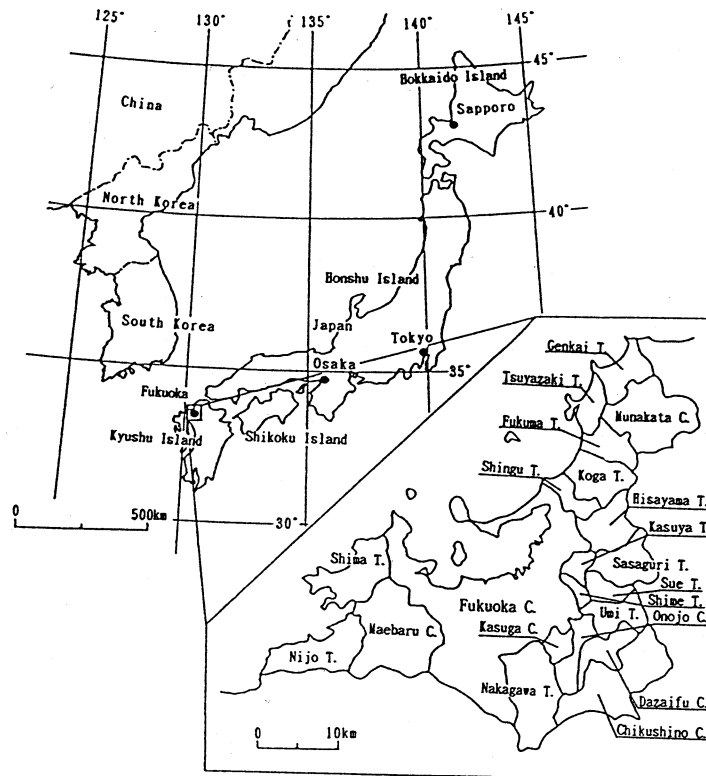 125°
130°
135°
140°
145°
45°
Bokkaido Island
Sapporo
China
North Korea
40°
Bonshu Island
South Korea
Japan
Tokyo
Osaka
35°
Fukuoka
Kyushu Island
Shikoku Island
0
500km
30°
Genkai T.
Tsuyazaki T.
Munakata C.
Fukuma T.
Koga T.
Shingu T.
Hisayama T.
Kasuya T
Sasaguri T.
Shima T.
Sue T.
Shime T.
Fukuoka C.
Umi T.
Onojo C.
Kasuga C.
Maebaru C.
Nijo T.
Nakagawa T.
Dazaifu C.
Chikushino C.
0
10km